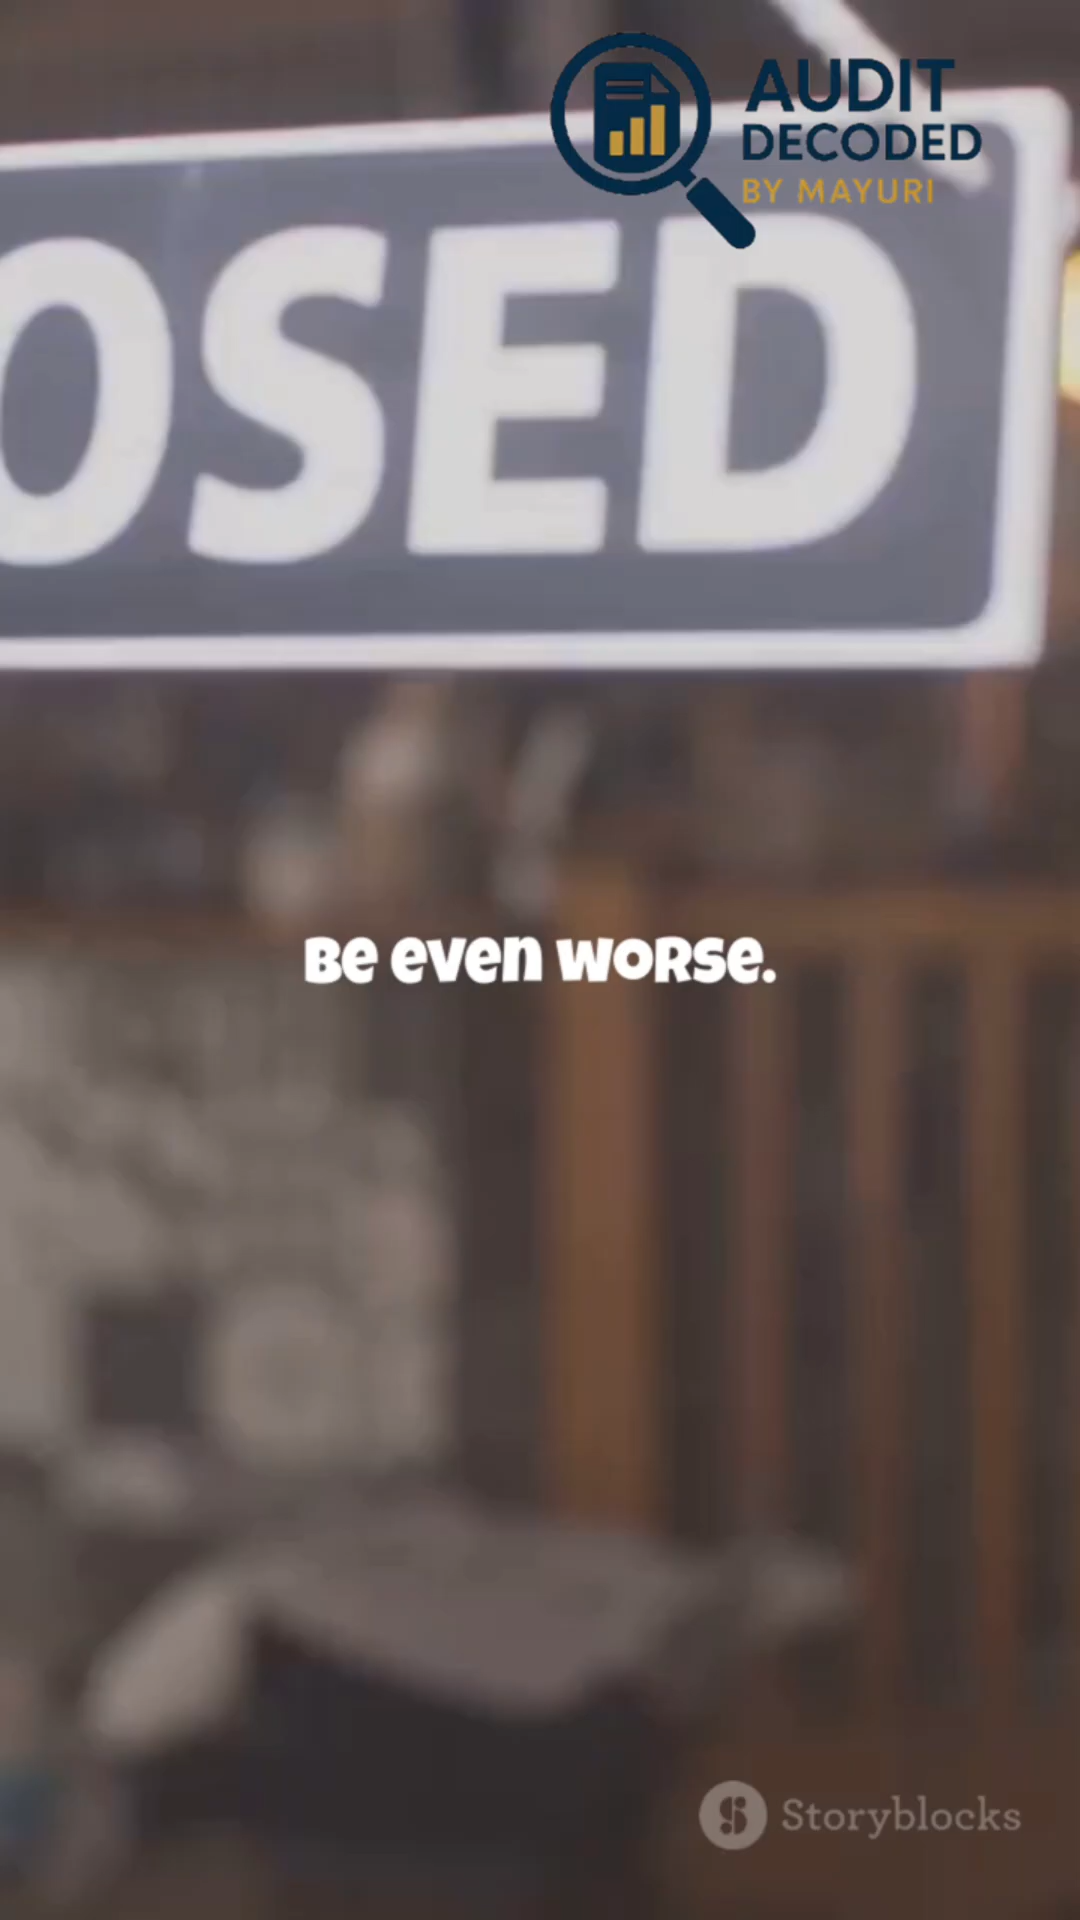 AUDIT
DECODED
BY MAYURI
OSED
Be even worse.
Storyblocks